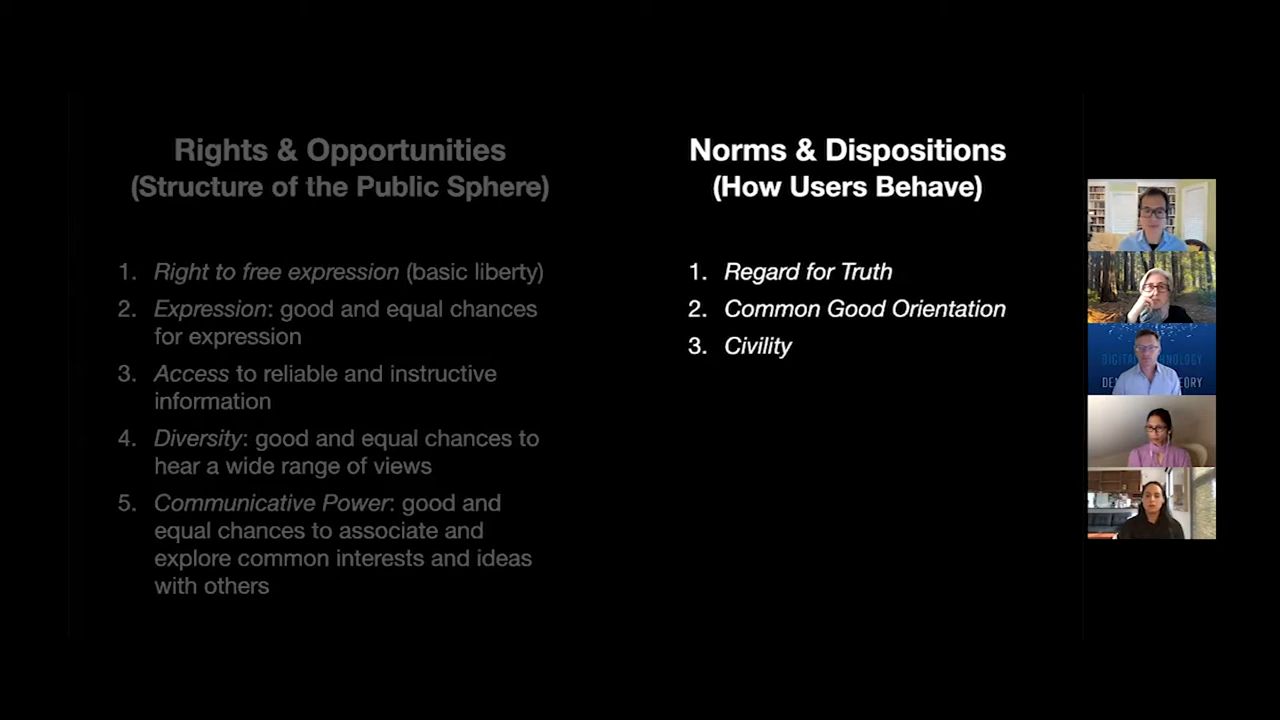 Rights & Opportunities
(Structure of the Public Sphere)
1. Right to free expression (basic liberty)
2. Expression: good and equal chances
for expression
3. Access to reliable and instructive
information
4. Diversity: good and equal chances to
hear a wide range of views
5. Communicative Power: good and
equal chances to associate and
explore common interests and ideas
with others
Norms & Dispositions
(How Users Behave)
1. Regard for Truth
2. Common Good Orientation
3. Civility